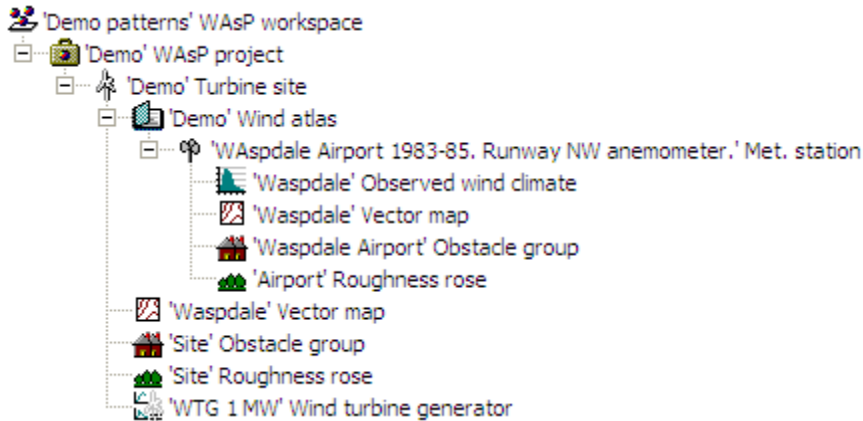 'Demo patterns' WAsP workspace
'Demo' WAsP project
'Demo' Turbine site
'Demo' Wind atlas
'WAspdale Airport 1983-85. Runway NW anemometer.' Met. station
'Waspdale' Observed wind climate
'Waspdale' Vector map
'Waspdale Airport' Obstacle group
'Airport' Roughness rose
'Waspdale' Vector map
'Site' Obstacle group
'Site' Roughness rose
'WTG 1 MW' Wind turbine generator